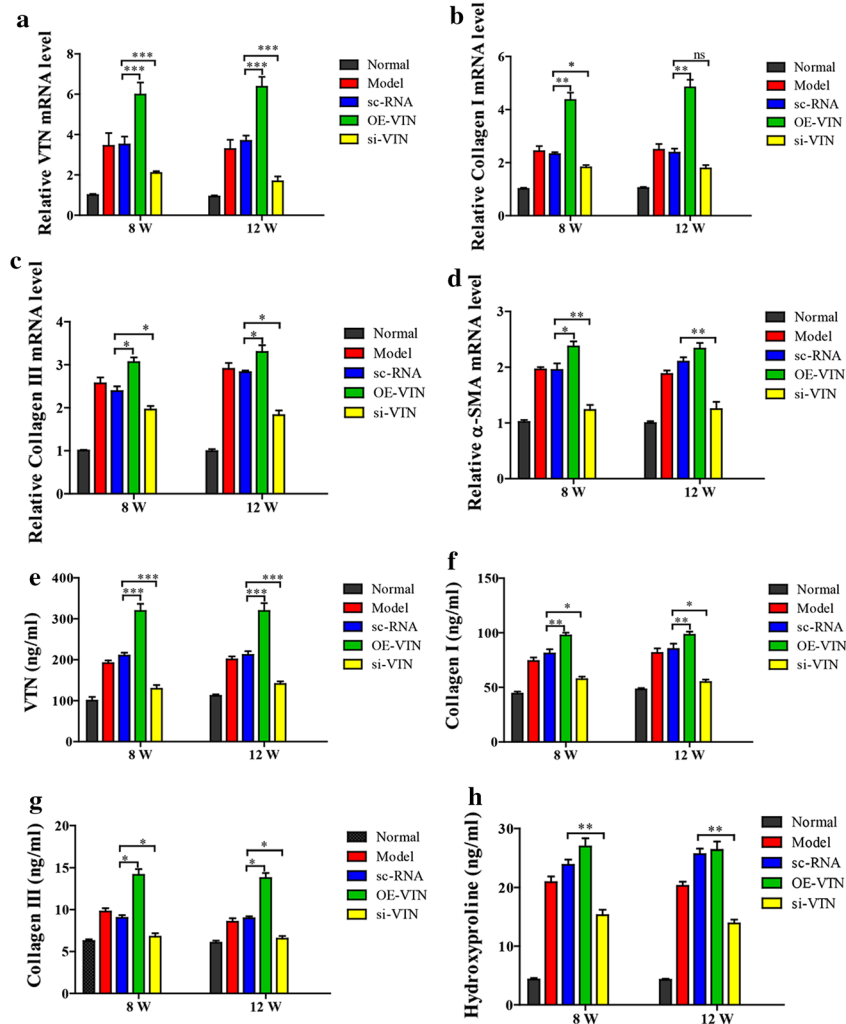 a
Relative VTN mRNA level
8
6
4
2
0
***
***
***
***
8 W
12 W
Normal
Model
sc-RNA
OE-VTN
si-VTN
b
Relative Collagen I mRNA level
6
4
2
0
*
**
ns
**
8 W
12 W
Normal
Model
sc-RNA
OE-VTN
si-VTN
c
Relative Collagen III mRNA level
4
3
2
1
0
*
*
*
*
8 W
12 W
Normal
Model
sc-RNA
OE-VTN
si-VTN
d
Relative α-SMA mRNA level
3
2
1
0
**
*
**
8 W
12 W
Normal
Model
sc-RNA
OE-VTN
si-VTN
e
VTN (ng/ml)
400
300
200
100
0
***
***
***
***
8 W
12 W
Normal
Model
sc-RNA
OE-VTN
si-VTN
f
Collagen I (ng/ml)
150
100
50
0
*
**
*
**
8 W
12 W
Normal
Model
sc-RNA
OE-VTN
si-VTN
g
Collagen III (ng/ml)
20
15
10
5
0
*
*
*
*
8 W
12 W
Normal
Model
sc-RNA
OE-VTN
si-VTN
h
Hydroxyproline (ng/ml)
30
20
10
0
**
**
8 W
12 W
Normal
Model
sc-RNA
OE-VTN
si-VTN